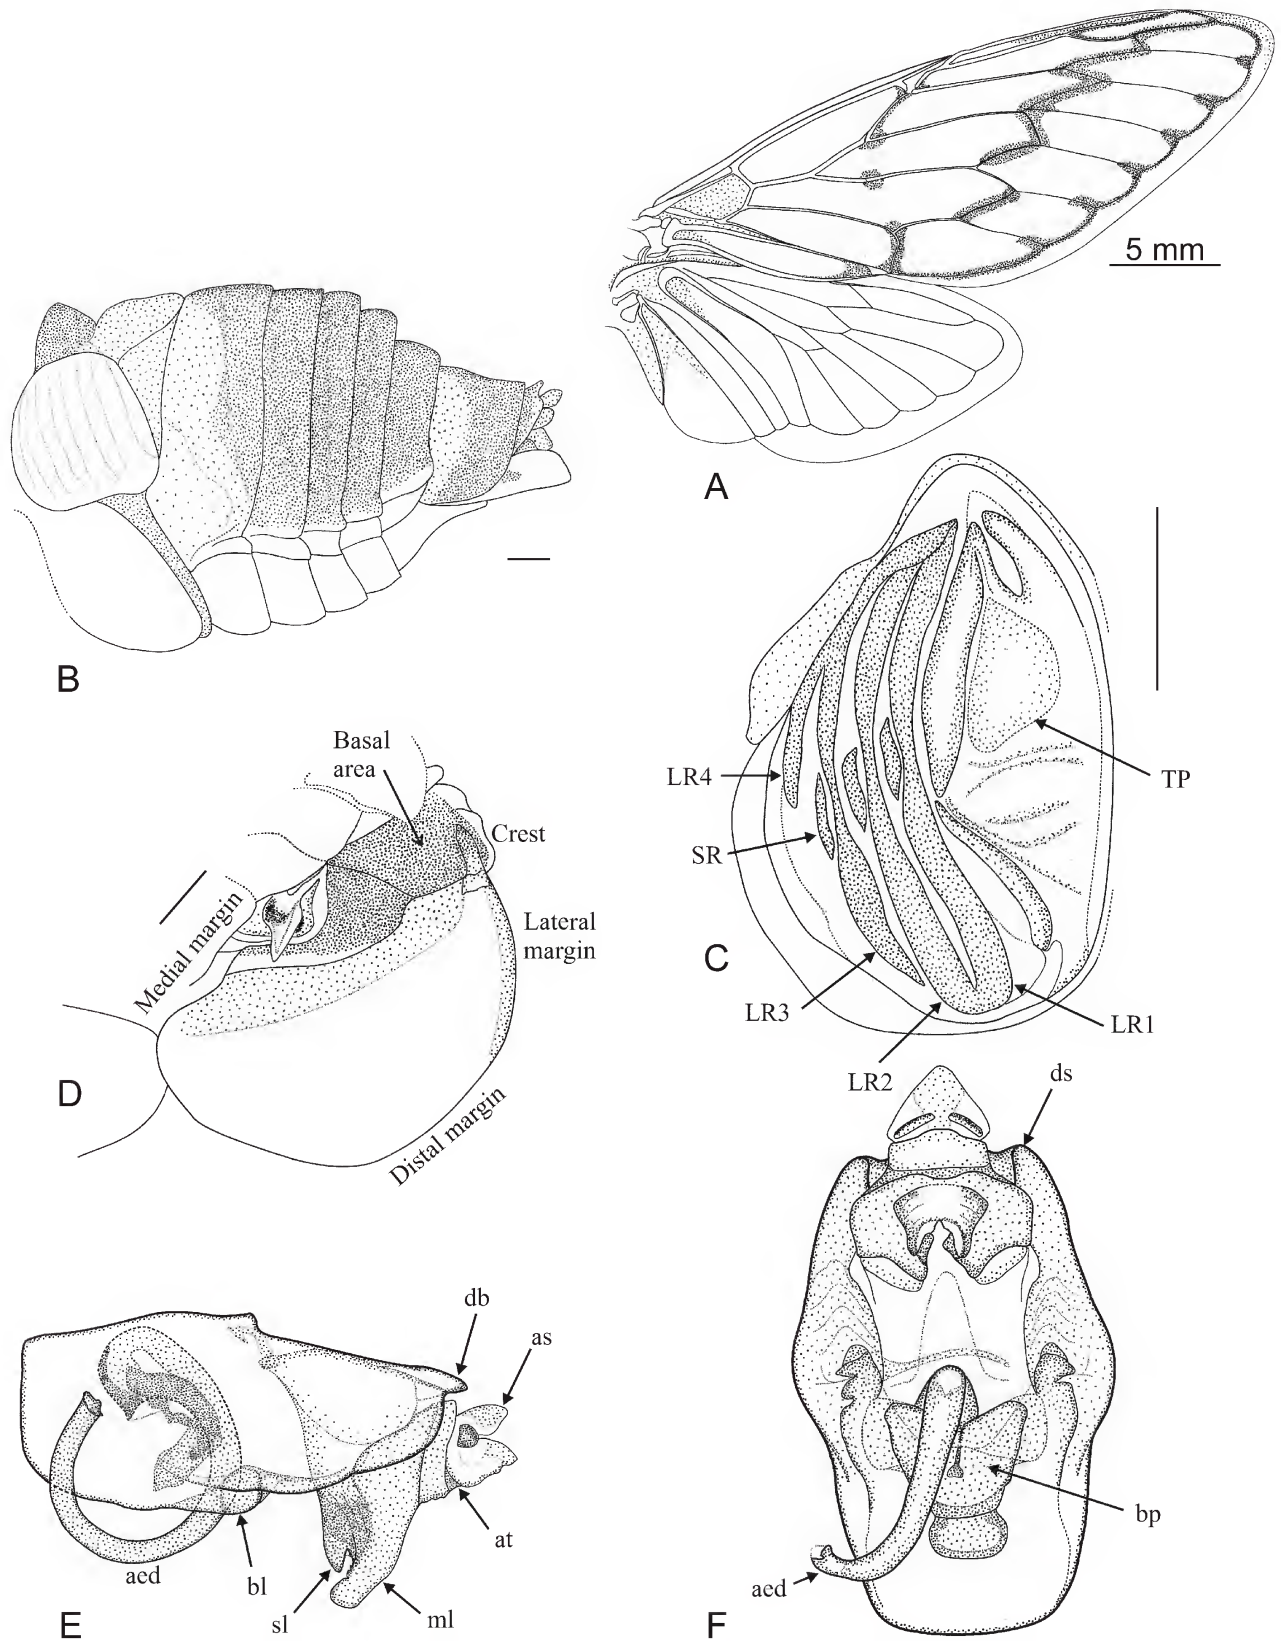 5 mm
A
B
LR4
SR
TP
C
LR3
LR2
LR1
Basal
area
Crest
Lateral
margin
Medial margin
Distal margin
D
db
as
at
aed
bl
sl
ml
E
ds
bp
aed
F